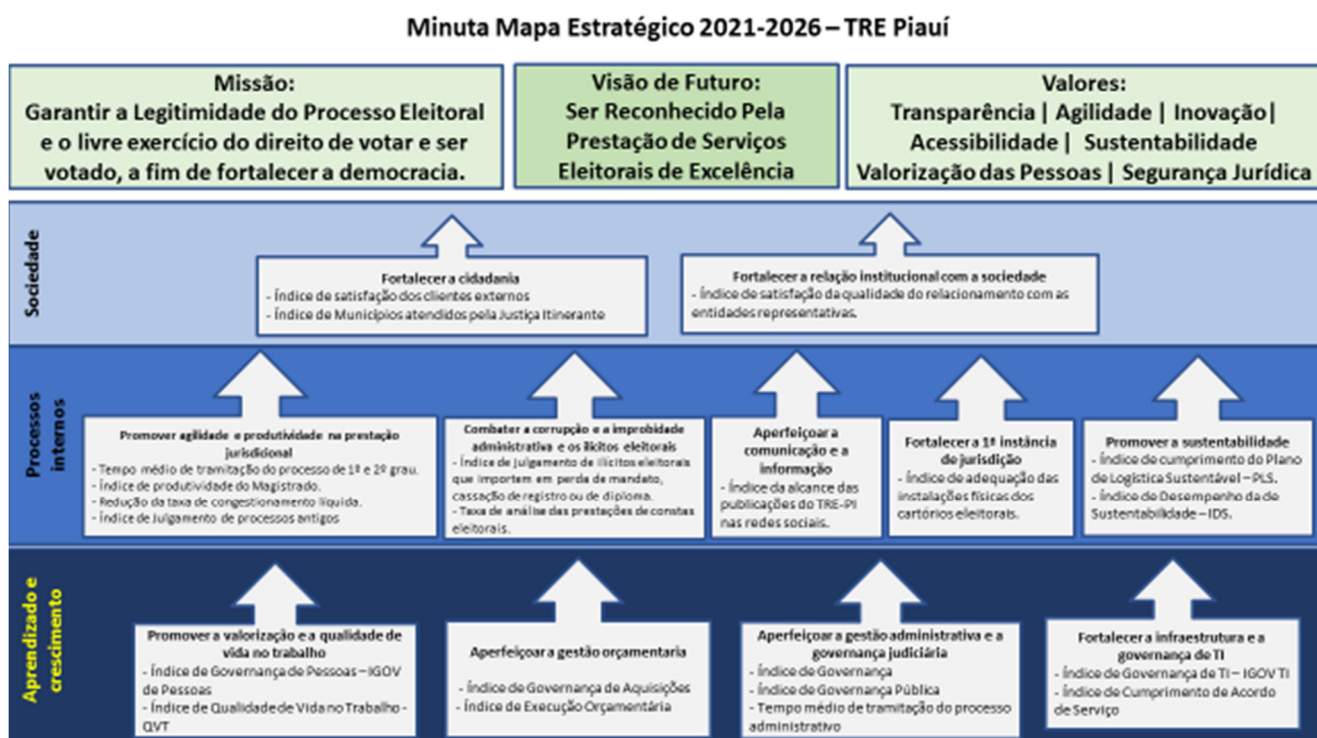 Minuta Mapa Estratégico 2021-2026 – TRE Piauí
Missão:
Garantir a Legitimidade do Processo Eleitoral
e o livre exercício do direito de votar e ser
votado, a fim de fortalecer a democracia.
Visão de Futuro:
Ser Reconhecido Pela
Prestação de Serviços
Eleitorais de Excelência
Valores:
Transparência | Agilidade | Inovação|
Acessibilidade | Sustentabilidade
Valorização das Pessoas | Segurança Jurídica
Sociedade
Fortalecer a cidadania
- Índice de satisfação dos clientes externos
- Índice de Municípios atendidos pela Justiça Itinerante
Fortalecer a relação institucional com a sociedade
- Índice de satisfação da qualidade do relacionamento com as
entidades representativas.
Processos
internos
Promover agilidade e produtividade na prestação
jurisdicional
- Tempo médio de tramitação do processo de 1º e 2º grau.
- Índice de produtividade do Magistrado.
- Redução da taxa de congestionamento líquida.
- Índice de Julgamento de processos antigos
Combater a corrupção e a improbidade
administrativa e os ilícitos eleitorais
- Índice de Julgamento de ilícitos eleitorais
que importem em perda de mandato,
cassação de registro ou de diploma.
- Taxa de análise das prestações de constas
eleitorais.
Aperfeiçoar a
comunicação e a
informação
- Índice da alcance das
publicações do TRE-PI
nas redes sociais.
Fortalecer a 1ª instância
de jurisdição
- Índice de adequação das
instalações físicas dos
cartórios eleitorais.
Promover a sustentabilidade
- Índice de cumprimento do Plano
de Logística Sustentável – PLS.
- Índice de Desempenho da de
Sustentabilidade – IDS.
Aprendizado e
crescimento
Promover a valorização e a qualidade de
vida no trabalho
- Índice de Governança de Pessoas – IGOV
de Pessoas
- Índice de Qualidade de Vida no Trabalho -
QVT
Aperfeiçoar a gestão orçamentaria
- Índice de Governança de Aquisições
- Índice de Execução Orçamentária
Aperfeiçoar a gestão administrativa e a
governança judiciária
- Índice de Governança
- Índice de Governança Pública
- Tempo médio de tramitação do processo
administrativo
Fortalecer a infraestrutura e a
governança de TI
- Índice de Governança de TI – IGOV TI
- Índice de Cumprimento de Acordo
de Serviço